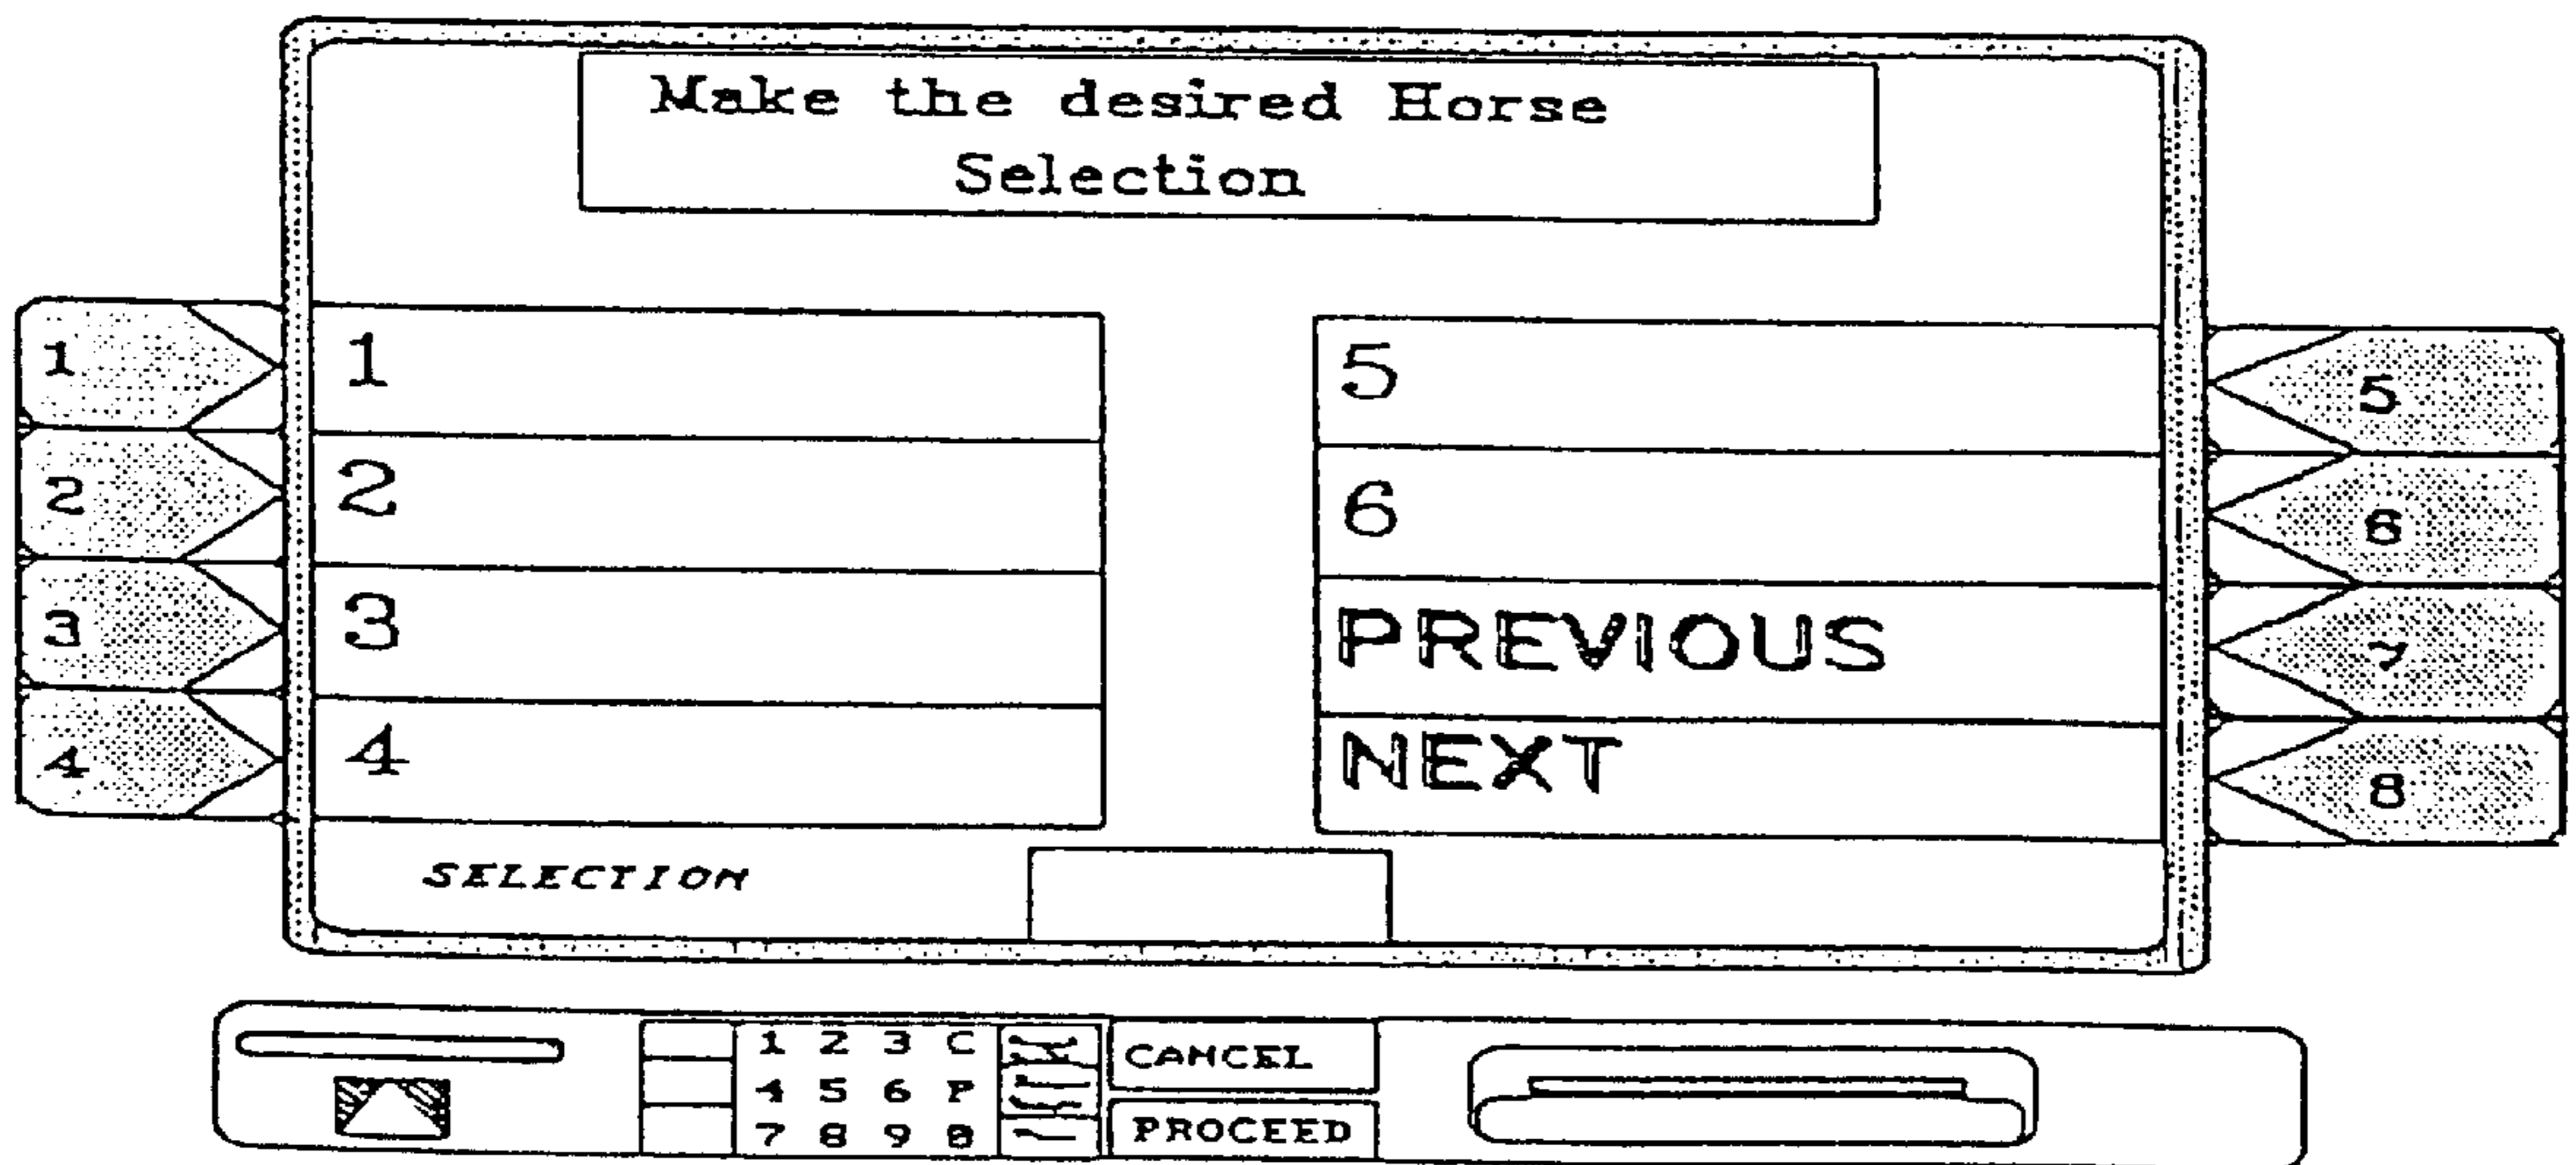 Make the desired Horse
Selection
1 1
2 2
3 3
4 4
5 5
6 6
PREVIOUS 7
NEXT 8
SELECTION
1 2 3 C
4 5 6 P
7 8 9 0
CANCEL
PROCEED